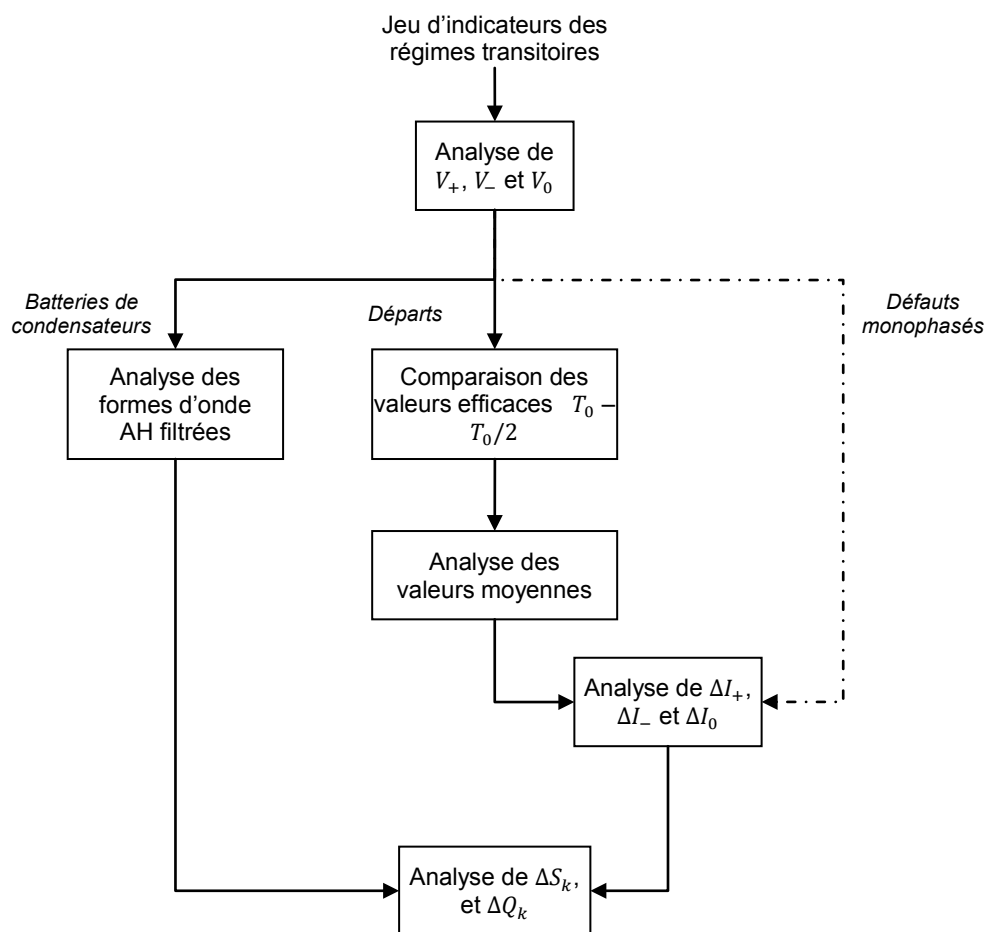 Jeu d’indicateurs des
régimes transitoires
Analyse de
V₊, V₋ et V₀
Batteries de
condensateurs
Départs
Défauts
monophasés
Analyse des
formes d’onde
AH filtrées
Comparaison des
valeurs efficaces T₀ –
T₀/2
Analyse des
valeurs moyennes
Analyse de ΔI₊,
ΔI₋ et ΔI₀
Analyse de ΔSₖ,
et ΔQₖ